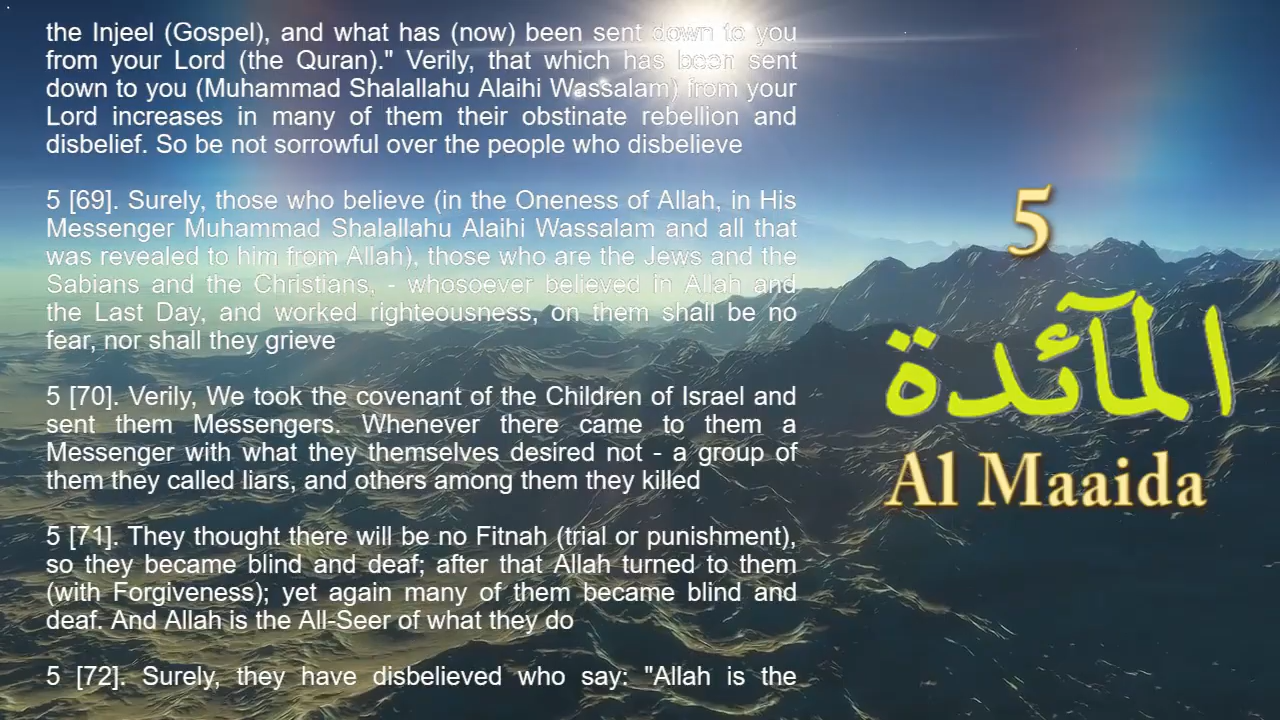 the Injeel (Gospel), and what has (now) been sent down to you
from your Lord (the Quran)." Verily, that which has been sent
down to you (Muhammad Shalallahu Alaihi Wassalam) from your
Lord increases in many of them their obstinate rebellion and
disbelief. So be not sorrowful over the people who disbelieve
5 [69]. Surely, those who believe (in the Oneness of Allah, in His
Messenger Muhammad Shalallahu Alaihi Wassalam and all that
was revealed to him from Allah), those who are the Jews and the
Sabians and the Christians, - whosoever believed in Allah and
the Last Day, and worked righteousness, on them shall be no
fear, nor shall they grieve
5 [70]. Verily, We took the covenant of the Children of Israel and
sent them Messengers. Whenever there came to them a
Messenger with what they themselves desired not - a group of
them they called liars, and others among them they killed
5 [71]. They thought there will be no Fitnah (trial or punishment),
so they became blind and deaf; after that Allah turned to them
(with Forgiveness); yet again many of them became blind and
deaf. And Allah is the All-Seer of what they do
5 [72]. Surely, they have disbelieved who say: "Allah is the
5
المآئدة
Al Maaida